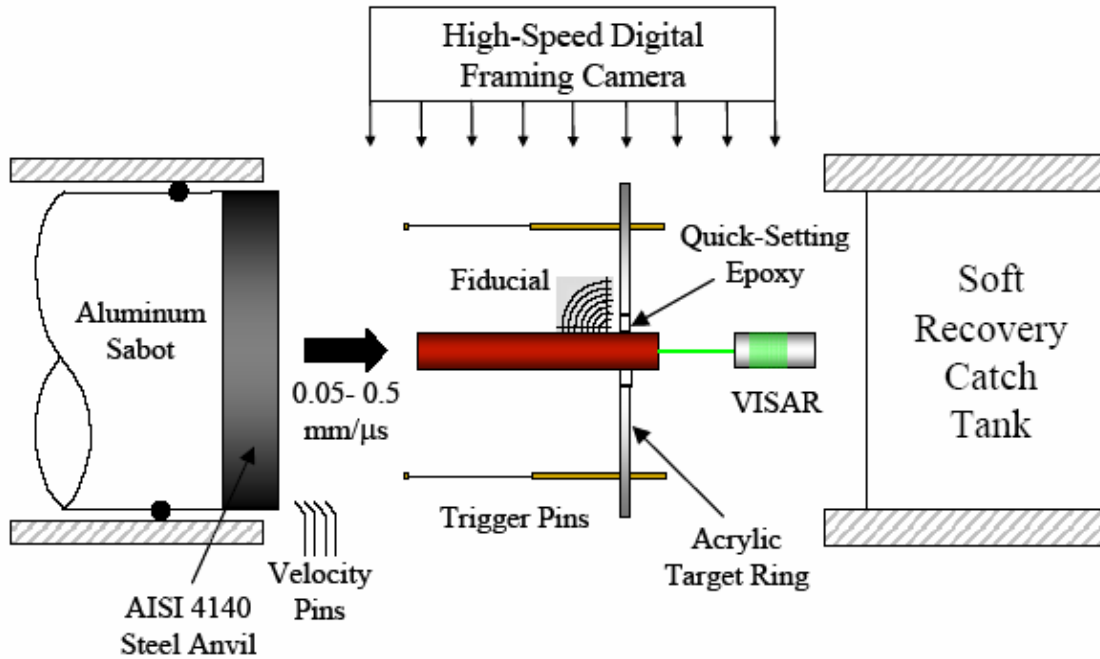 High-Speed Digital
Framing Camera
Quick-Setting
Epoxy
Fiducial
Aluminum
Sabot
0.05- 0.5
mm/μs
VISAR
Soft
Recovery
Catch
Tank
Trigger Pins
Acrylic
Target Ring
Velocity
Pins
AISI 4140
Steel Anvil